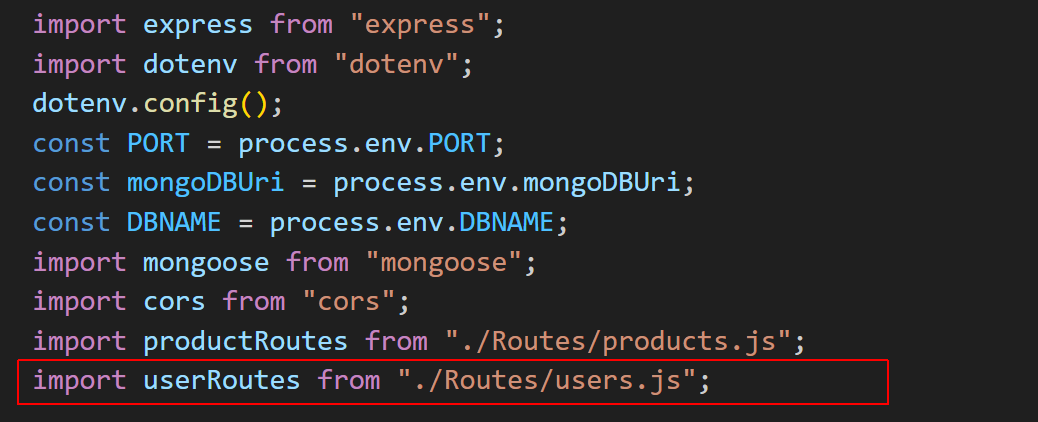 import express from "express";
import dotenv from "dotenv";
dotenv.config();
const PORT = process.env.PORT;
const mongoDBUri = process.env.mongoDBUri;
const DBNAME = process.env.DBNAME;
import mongoose from "mongoose";
import cors from "cors";
import productRoutes from "./Routes/products.js";
import userRoutes from "./Routes/users.js";